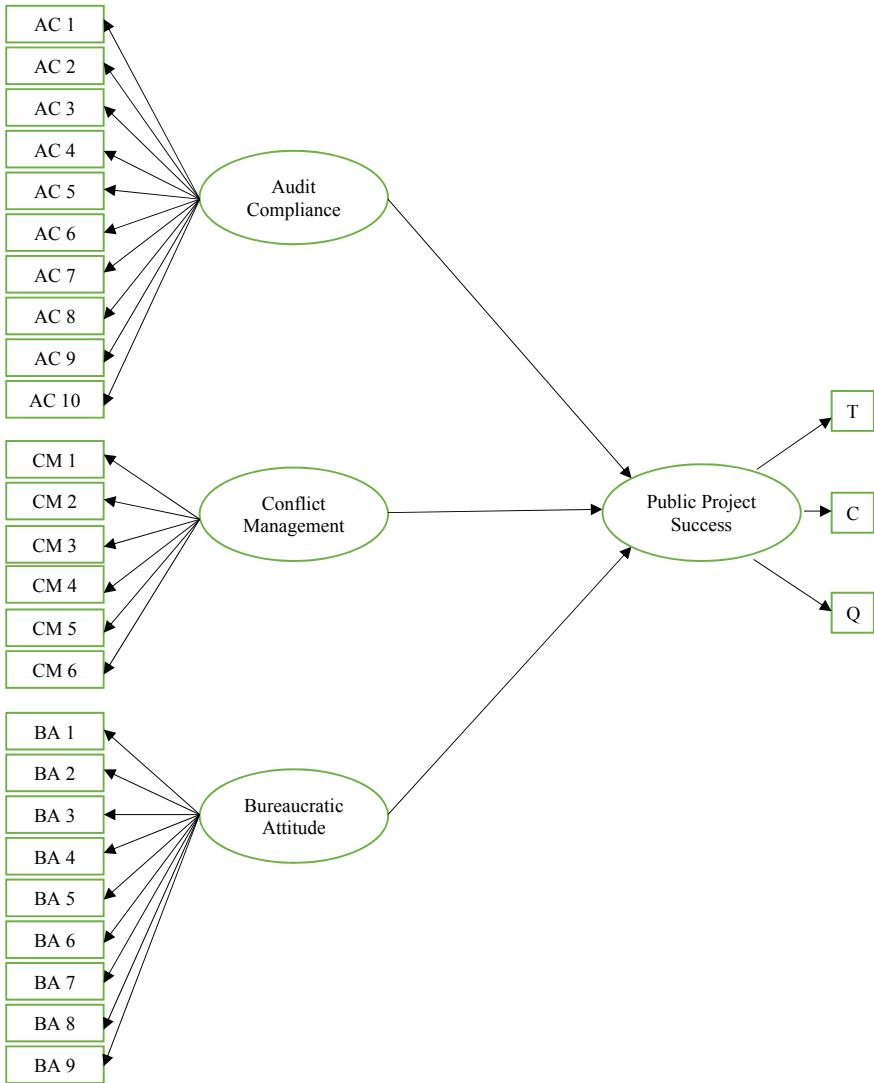 AC 1
AC 2
AC 3
AC 4
AC 5
AC 6
AC 7
AC 8
AC 9
AC 10
Audit
Compliance
CM 1
CM 2
CM 3
CM 4
CM 5
CM 6
Conflict
Management
BA 1
BA 2
BA 3
BA 4
BA 5
BA 6
BA 7
BA 8
BA 9
Bureaucratic
Attitude
Public Project
Success
T
C
Q